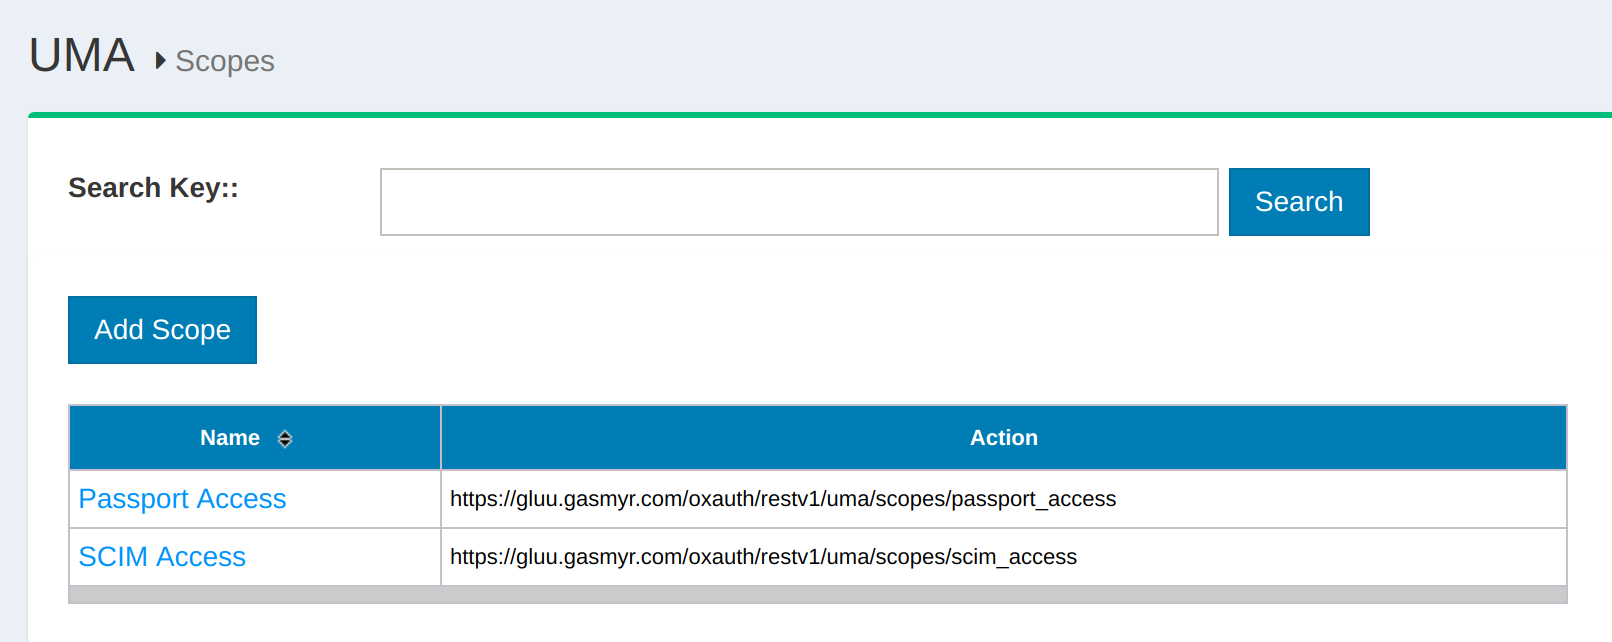 UMA Scopes
Search Key::
Search
Add Scope
Name Action
Passport Access https://gluu.gasmyr.com/oxauth/restv1/uma/scopes/passport_access
SCIM Access https://gluu.gasmyr.com/oxauth/restv1/uma/scopes/scim_access